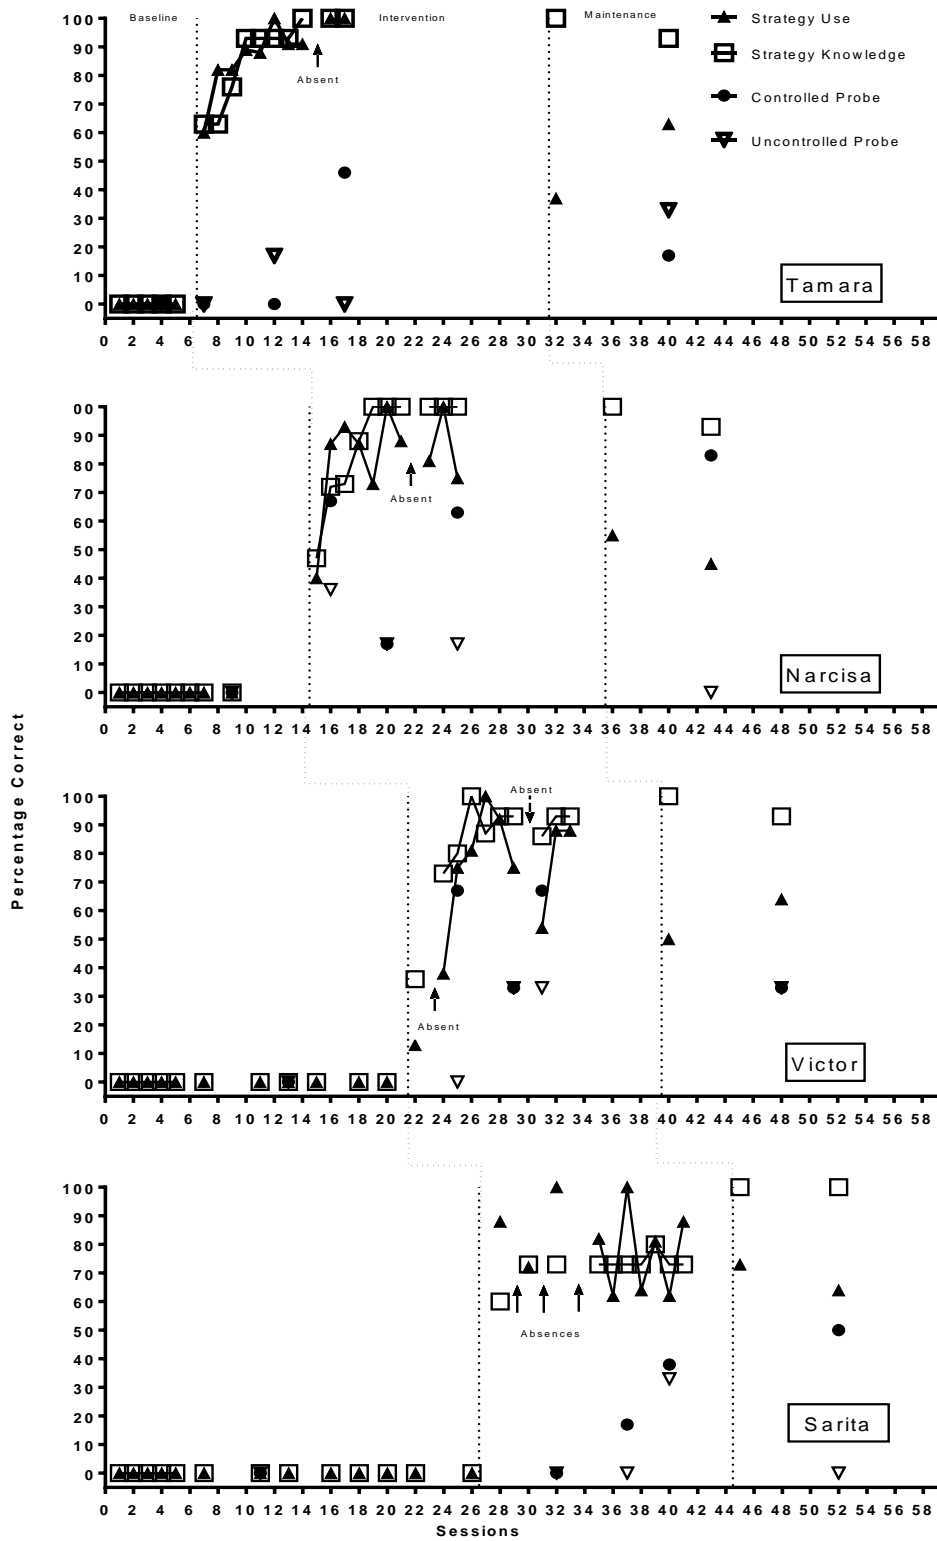 Baseline
Intervention
Maintenance
Strategy Use
Strategy Knowledge
Controlled Probe
Uncontrolled Probe
100
90
80
70
60
50
40
30
20
10
0
Absent
Tamara
0 2 4 6 8 10 12 14 16 18 20 22 24 26 28 30 32 34 36 38 40 42 44 46 48 50 52 54 56 58
00
90
80
70
60
50
40
30
20
10
0
Absent
Narcisa
0 2 4 6 8 10 12 14 16 18 20 22 24 26 28 30 32 34 36 38 40 42 44 46 48 50 52 54 56 58
Percentage Correct
100
90
80
70
60
50
40
30
20
10
0
Absent
Absent
Victor
0 2 4 6 8 10 12 14 16 18 20 22 24 26 28 30 32 34 36 38 40 42 44 46 48 50 52 54 56 58
100
90
80
70
60
50
40
30
20
10
0
Absences
Sarita
0 2 4 6 8 10 12 14 16 18 20 22 24 26 28 30 32 34 36 38 40 42 44 46 48 50 52 54 56 58
Sessions